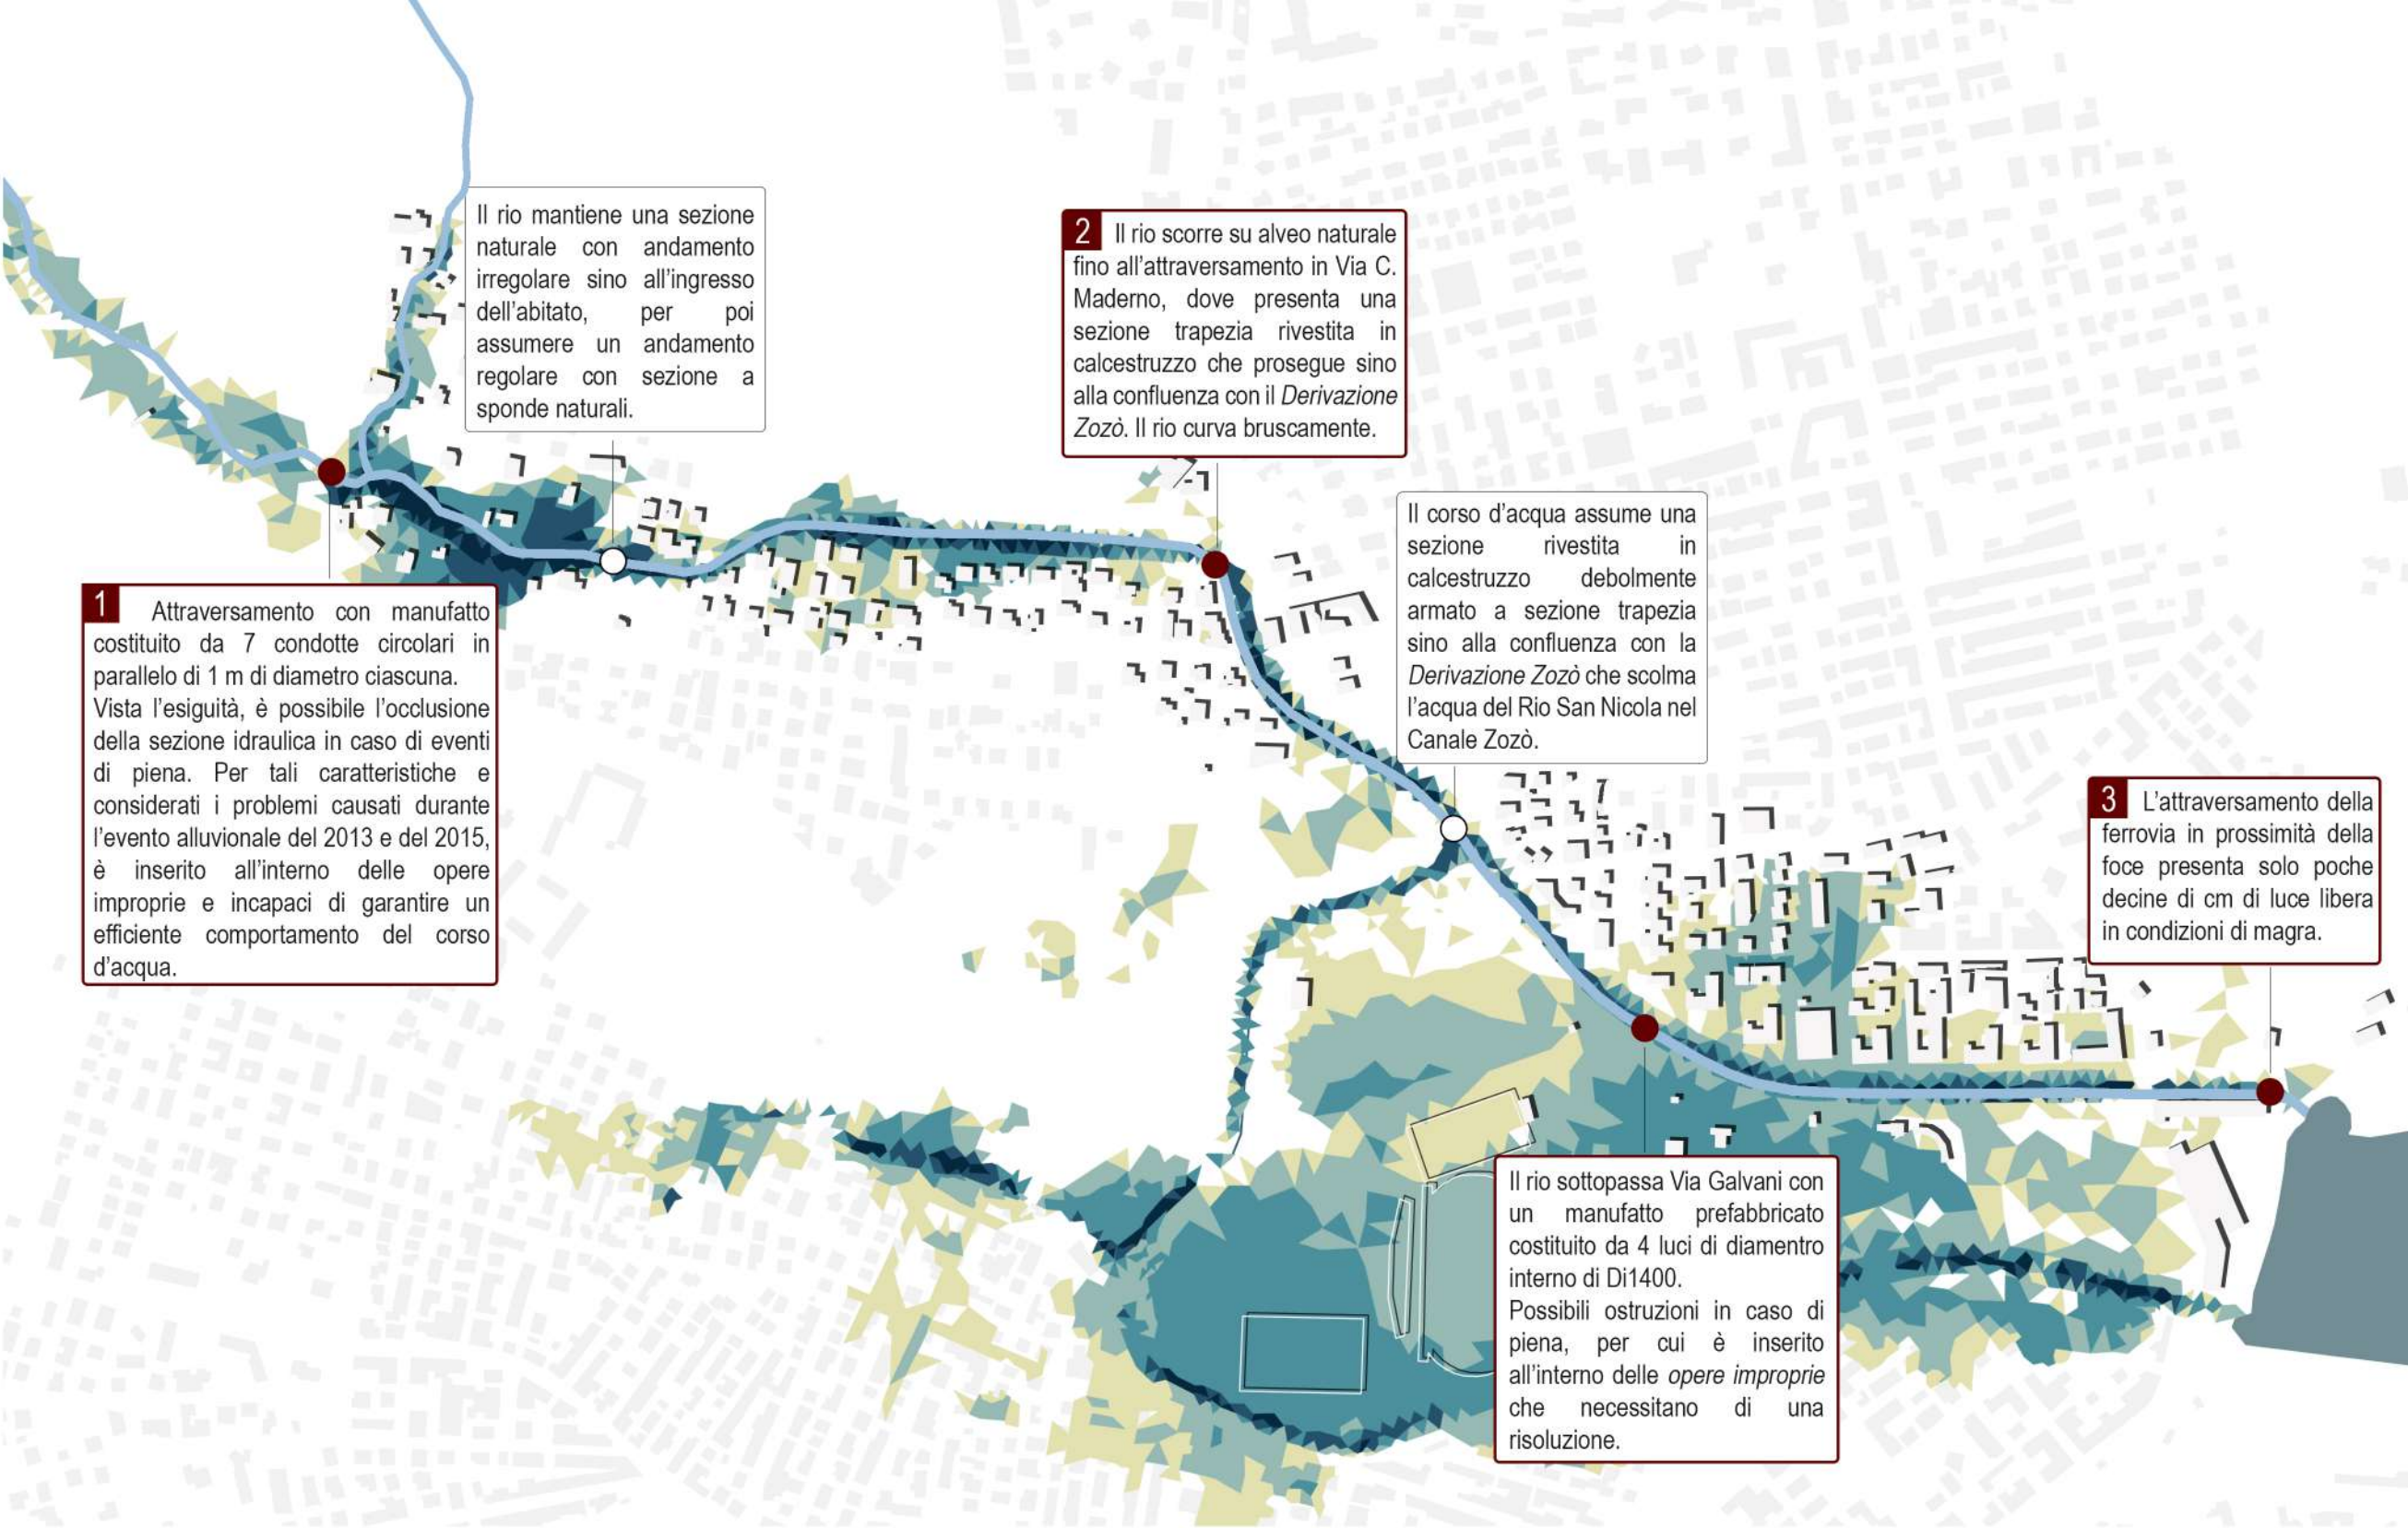 Il rio mantiene una sezione
naturale con andamento
irregolare sino all'ingresso
dell'abitato, per poi
assumere un andamento
regolare con sezione a
sponde naturali.
2 Il rio scorre su alveo naturale
fino all'attraversamento in Via C.
Maderno, dove presenta una
sezione trapezia rivestita in
calcestruzzo che prosegue sino
alla confluenza con il Derivazione
Zozò. Il rio curva bruscamente.
Il corso d'acqua assume una
sezione rivestita in
calcestruzzo debolmente
armato a sezione trapezia
sino alla confluenza con la
Derivazione Zozò che scolma
l'acqua del Rio San Nicola nel
Canale Zozò.
1 Attraversamento con manufatto
costituito da 7 condotte circolari in
parallelo di 1 m di diametro ciascuna.
Vista l'esiguità, è possibile l'occlusione
della sezione idraulica in caso di eventi
di piena. Per tali caratteristiche e
considerati i problemi causati durante
l'evento alluvionale del 2013 e del 2015,
è inserito all'interno delle opere
improprie e incapaci di garantire un
efficiente comportamento del corso
d'acqua.
3 L'attraversamento della
ferrovia in prossimità della
foce presenta solo poche
decine di cm di luce libera
in condizioni di magra.
Il rio sottopassa Via Galvani con
un manufatto prefabbricato
costituito da 4 luci di diamentro
interno di Di1400.
Possibili ostruzioni in caso di
piena, per cui è inserito
all'interno delle opere improprie
che necessitano di una
risoluzione.